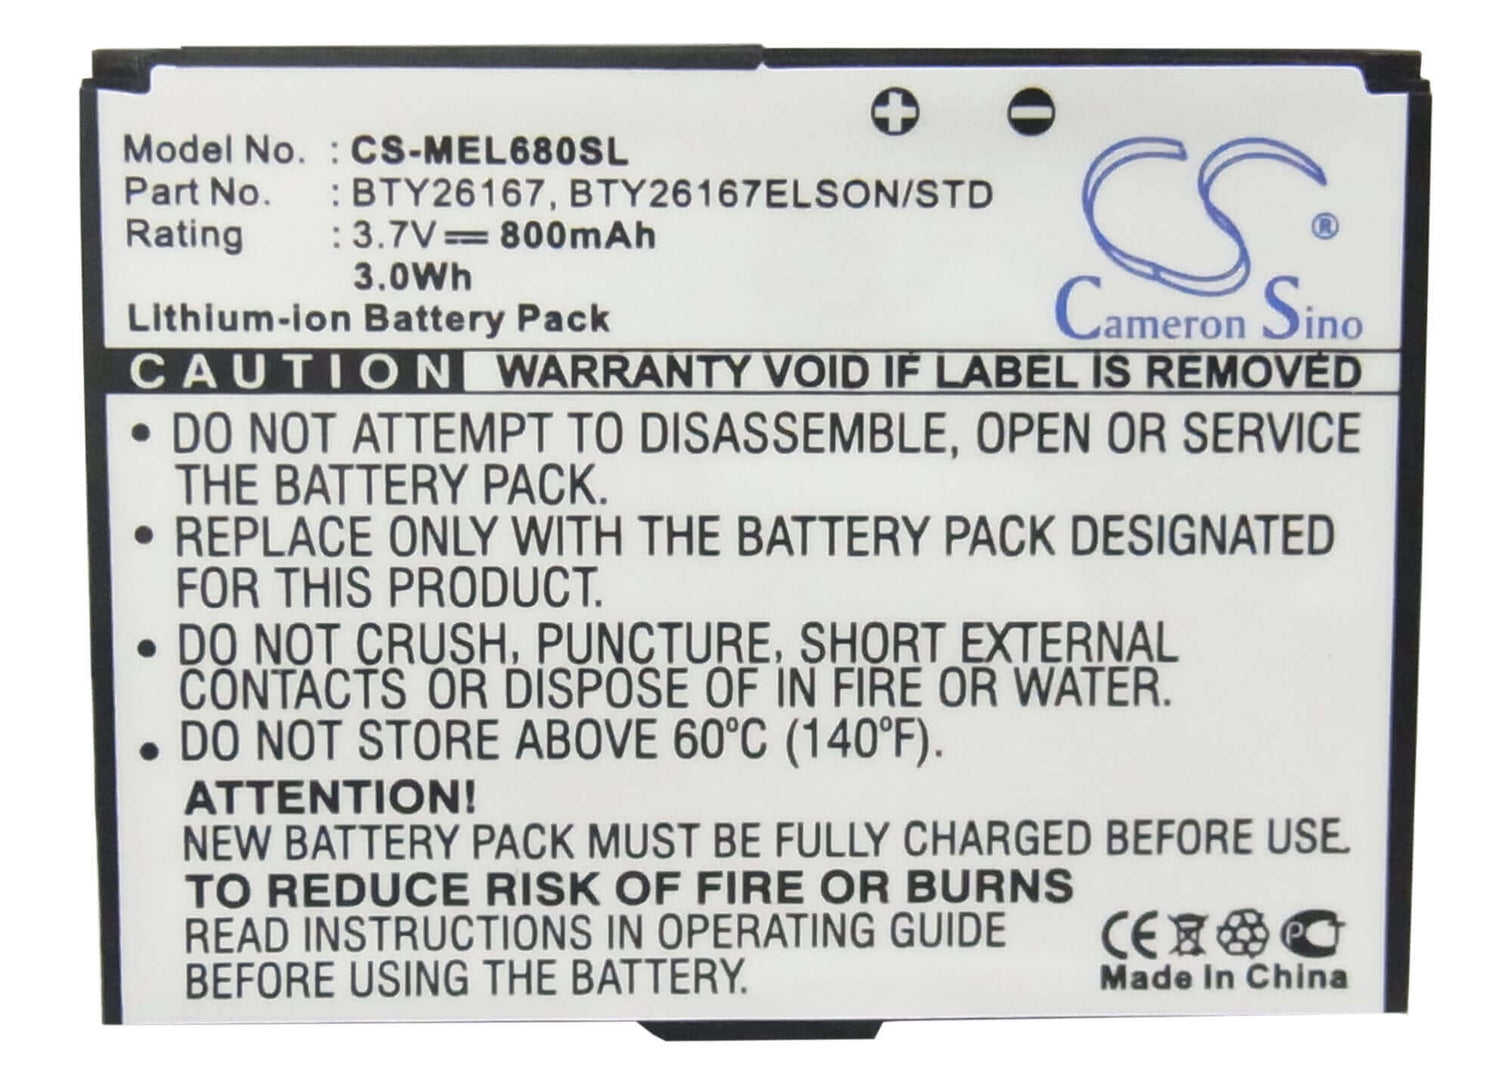 Model No. : CS-MEL680SL
Part No. : BTY26167, BTY26167ELSON/STD
Rating : 3.7V⎓ 800mAh
3.0Wh
Lithium-ion Battery Pack
CS ®
Cameron Sino
CAUTION WARRANTY VOID IF LABEL IS REMOVED
• DO NOT ATTEMPT TO DISASSEMBLE, OPEN OR SERVICE
THE BATTERY PACK.
• REPLACE ONLY WITH THE BATTERY PACK DESIGNATED
FOR THIS PRODUCT.
• DO NOT CRUSH, PUNCTURE, SHORT EXTERNAL
CONTACTS OR DISPOSE OF IN FIRE OR WATER.
• DO NOT STORE ABOVE 60ºC (140ºF).
ATTENTION!
NEW BATTERY PACK MUST BE FULLY CHARGED BEFORE USE.
TO REDUCE RISK OF FIRE OR BURNS
READ INSTRUCTIONS IN OPERATING GUIDE
BEFORE USING THE BATTERY.
CE PCT
Made In China